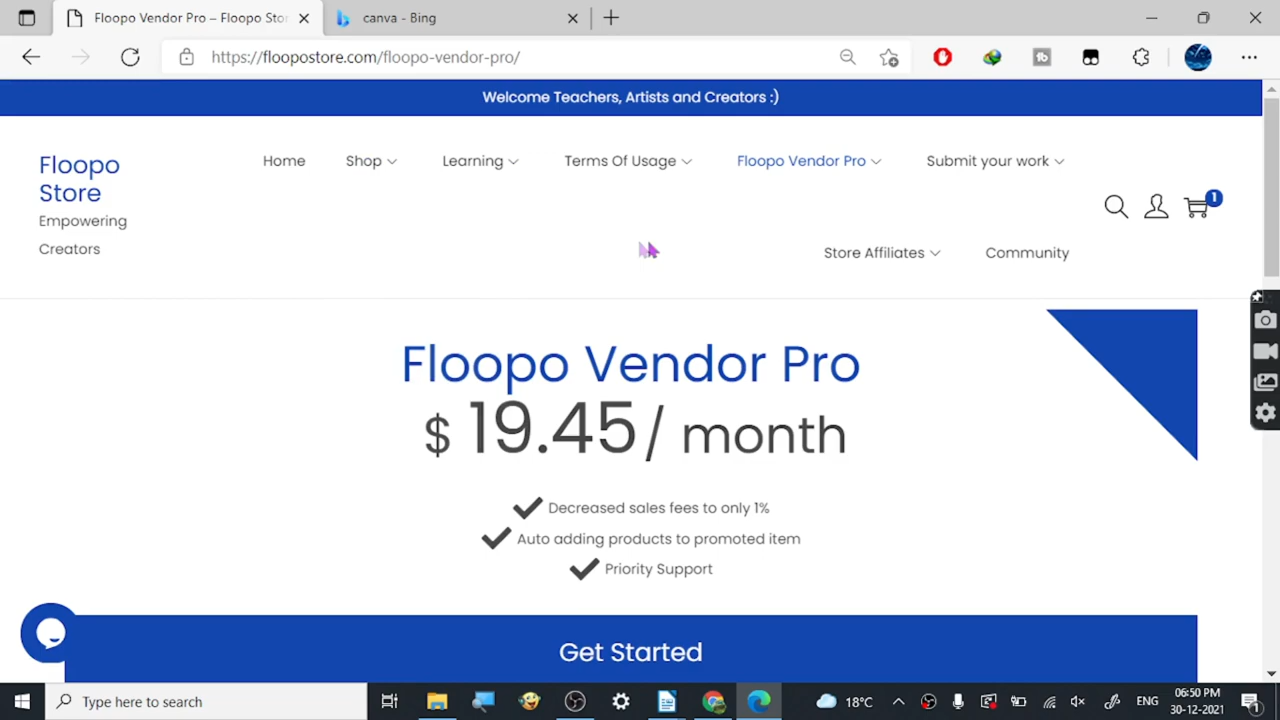 Floopo Vendor Pro – Floopo Stor
canva - Bing
https://floopostore.com/floopo-vendor-pro/
Welcome Teachers, Artists and Creators :)
Floopo
Store
Empowering
Creators
Home
Shop
Learning
Terms Of Usage
Floopo Vendor Pro
Submit your work
1
Store Affiliates
Community
Floopo Vendor Pro
$ 19.45/ month
Decreased sales fees to only 1%
Auto adding products to promoted item
Priority Support
Get Started
Type here to search
18°C
ENG
06:50 PM
30-12-2021
1